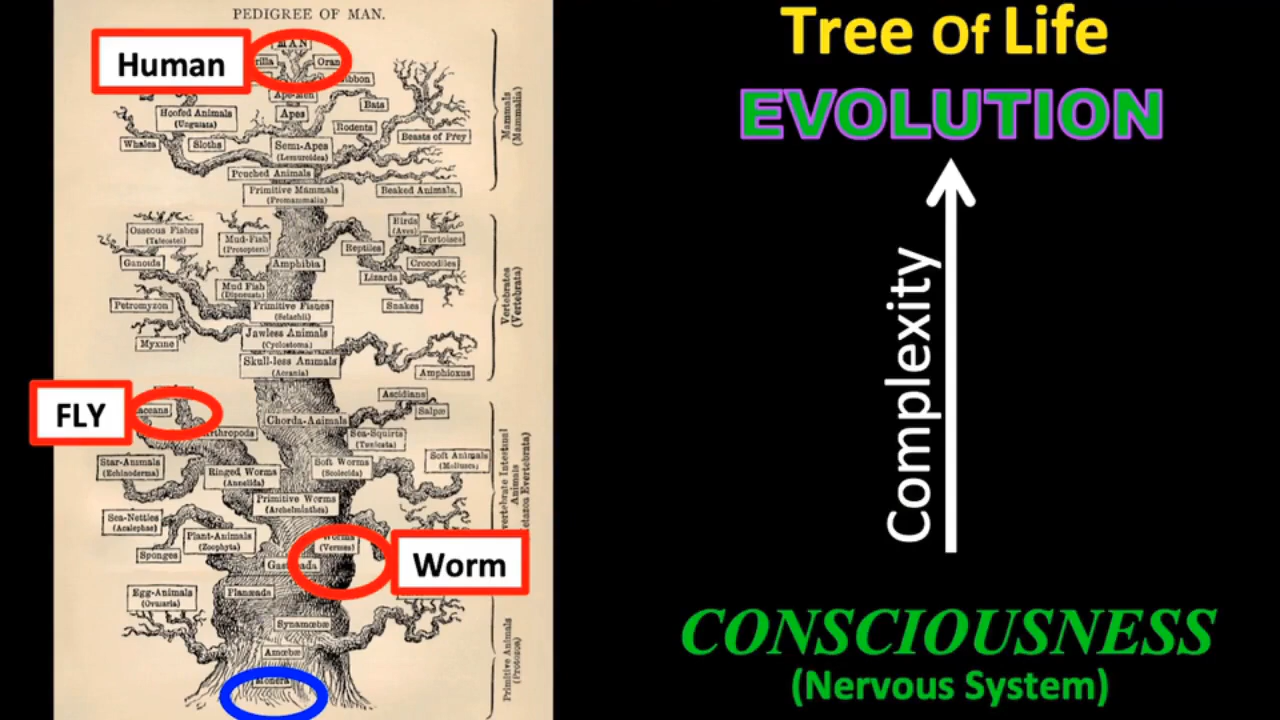 PEDIGREE OF MAN.
MAN
Human
Gibbon
Ape-Men
Bats
Hoofed Animals
(Ungulata)
Apes
Rodents
Beasts of Prey
Whales
Sloths
Semi-Apes
(Lemuroidea)
Pouched Animals
Primitive Mammals
(Promammalia)
Beaked Animals.
Mammals
(Mammalia)
Osseous Fishes
(Teleostei)
Mud-Fish
(Protopteri)
Birds
(Aves)
Tortoises
Reptiles
Ganoids
Amphibia
Crocodiles
Lizards
Mud Fish
(Dipneusta)
Petromyzon
Primitive Fishes
(Selachii)
Snakes
Jawless Animals
(Cyclostoma)
Myxine
Skull-less Animals
(Acrania)
Amphioxus
Vertebrates
(Vertebrata)
FLY
Ascidians
Salpæ
Chorda-Animals
Arthropods
Sea-Squirts
(Tunicata)
Star-Animals
(Echinoderma)
Ringed Worms
(Annelida)
Soft Worms
(Scolecida)
Soft Animals
(Mollusca)
Primitive Worms
(Archelminthes)
Sea-Nettles
(Acalephae)
Plant-Animals
(Zoophyta)
Worms
(Vermes)
Sponges
Worm
Egg-Animals
(Ovularia)
Planæada
Synamœbæ
Amœbæ
Monera
Primitive Animals
(Protozoa)
Tree Of Life
EVOLUTION
Complexity
CONSCIOUSNESS
(Nervous System)